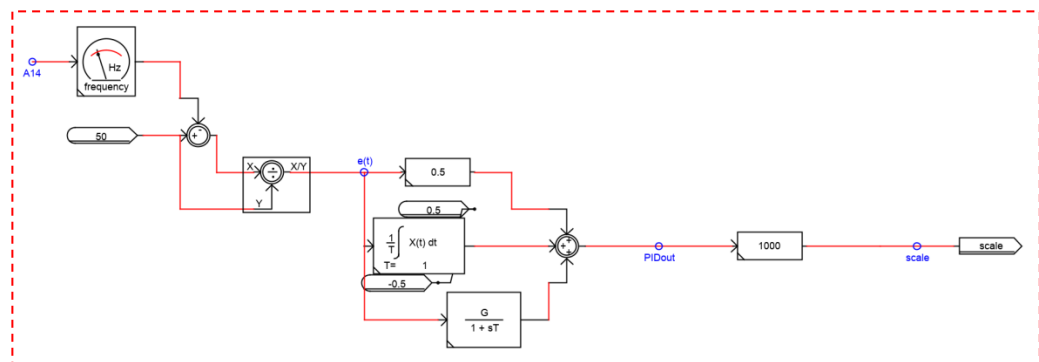 A14
Hz
frequency
50
+
-
X
÷
X/Y
Y
e(t)
0.5
0.5
1/T ∫ X(t) dt
T= 1
-0.5
G
1 + sT
+
+
+
PIDout
1000
scale
scale